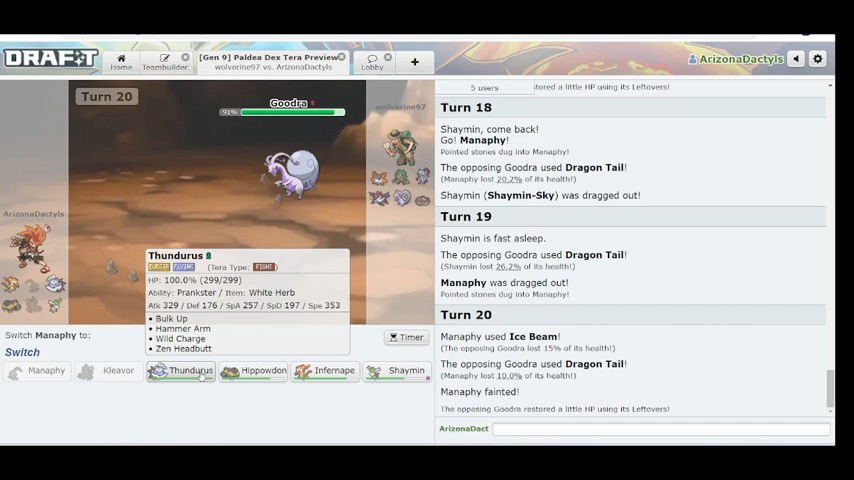 DRAFT
Home
Teambuilder
[Gen 9] Paldea Dex Tera Preview
wolverine97 vs. ArizonaDactyls
Lobby
ArizonaDactyls
Turn 20
Goodra
91%
wolverine97
ArizonaDactyls
Thundurus
ELECTR FLYING (Tera Type: FIGHT)
HP: 100.0% (299/299)
Ability: Prankster / Item: White Herb
Atk 329 / Def 176 / SpA 257 / SpD 197 / Spe 353
• Bulk Up
• Hammer Arm
• Wild Charge
• Zen Headbutt
Switch Manaphy to:
Timer
Switch
Manaphy
Kleavor
Thundurus
Hippowdon
Infernape
Shaymin
5 users
stored a little HP using its Leftovers!
Turn 18
Shaymin, come back!
Go! Manaphy!
Pointed stones dug into Manaphy!
The opposing Goodra used Dragon Tail!
(Manaphy lost 20.2% of its health!)
Shaymin (Shaymin-Sky) was dragged out!
Turn 19
Shaymin is fast asleep.
The opposing Goodra used Dragon Tail!
(Shaymin lost 26.2% of its health!)
Manaphy was dragged out!
Pointed stones dug into Manaphy!
Turn 20
Manaphy used Ice Beam!
(The opposing Goodra lost 15% of its health!)
The opposing Goodra used Dragon Tail!
(Manaphy lost 10.0% of its health!)
Manaphy fainted!
The opposing Goodra restored a little HP using its Leftovers!
ArizonaDact